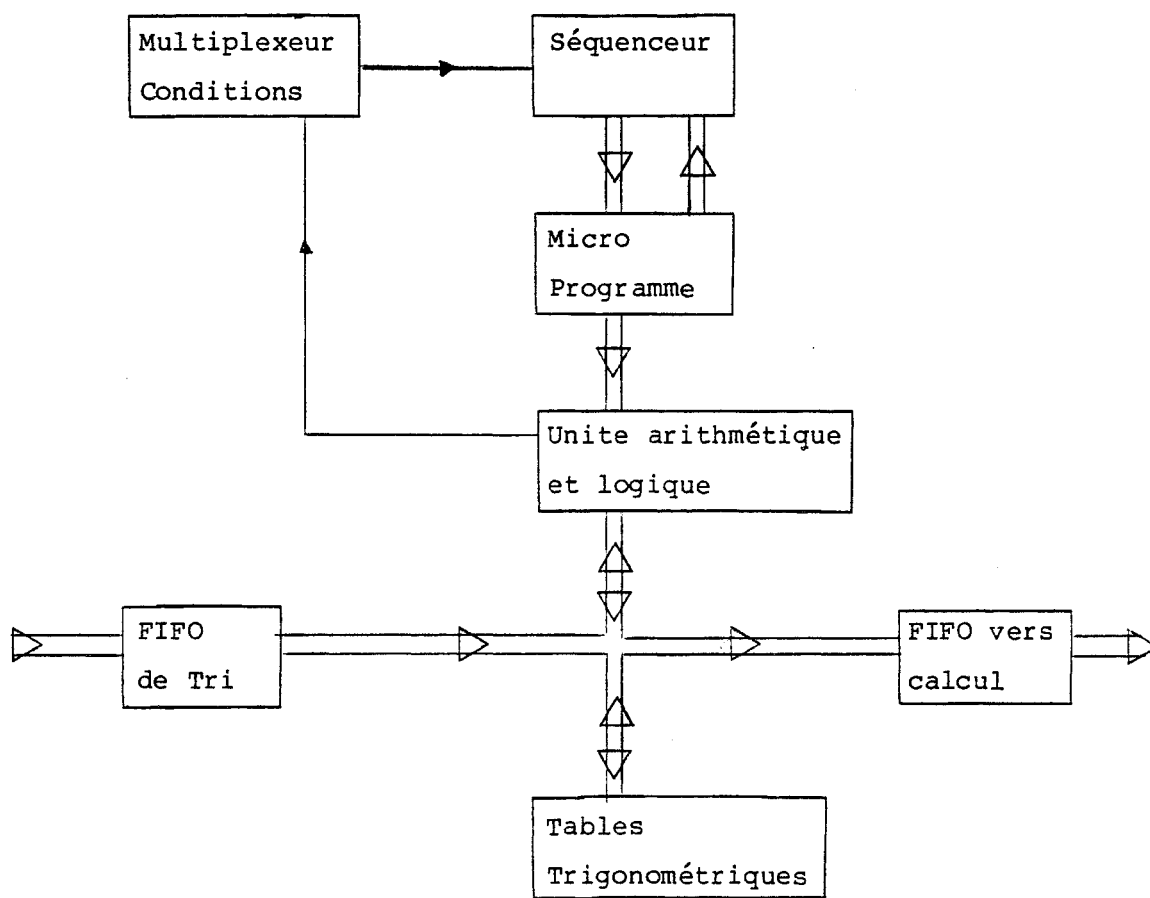 Multiplexeur
Conditions
Séquenceur
Micro
Programme
Unite arithmétique
et logique
FIFO
de Tri
FIFO vers
calcul
Tables
Trigonométriques